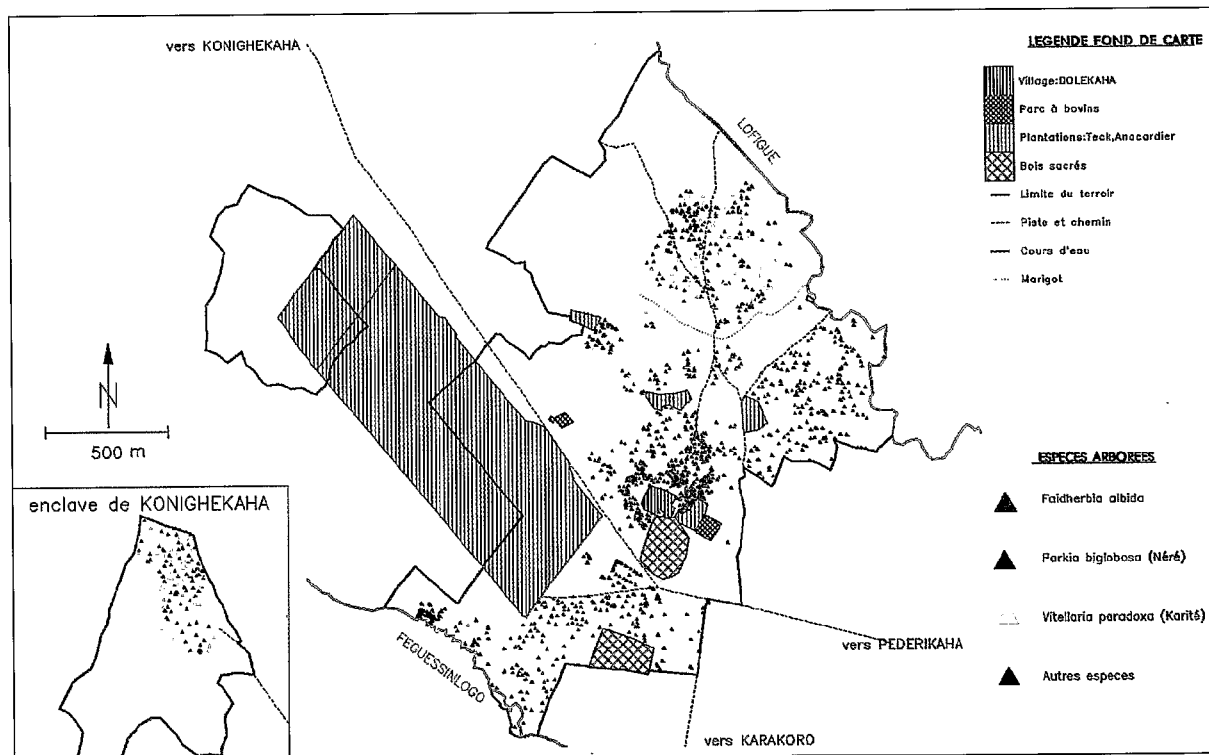 vers KONIGHEKAHA
LOFIGUE
500 m
N
enclave de KONIGHEKAHA
FEGUESSINLOGO
vers PEDERIKAHA
vers KARAKORO
LEGENDE FOND DE CARTE
Village:DOLEKAHA
Parc à bovins
Plantations:Teck,Anacardier
Bois sacrés
Limite du terroir
Piste et chemin
Cours d'eau
Marigot
ESPECES ARBOREES
Faidherbia albida
Parkia biglobosa (Néré)
Vitellaria paradoxa (Karité)
Autres especes